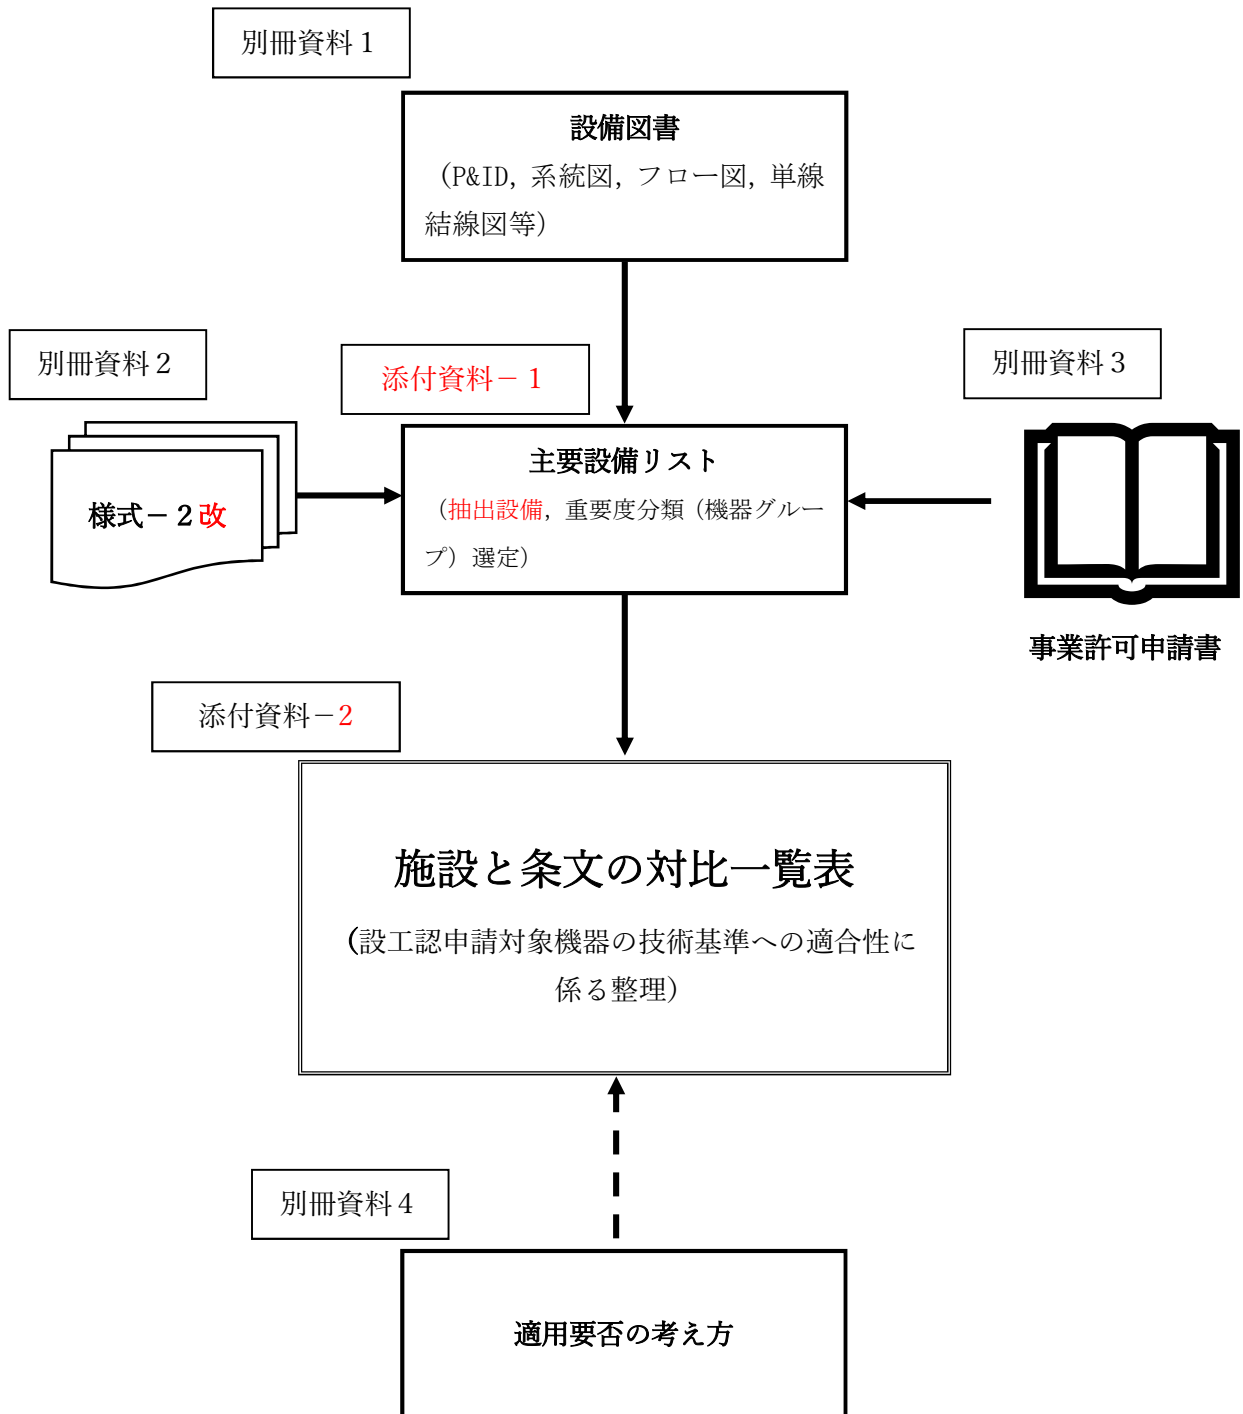 別冊資料１
設備図書
（P&ID，系統図，フロー図，単線
結線図等）
別冊資料２
添付資料－１
別冊資料３
様式－２改
主要設備リスト
（抽出設備，重要度分類（機器グルー
プ）選定）
事業許可申請書
添付資料－2
施設と条文の対比一覧表
(設工認申請対象機器の技術基準への適合性に
係る整理）
別冊資料４
適用要否の考え方